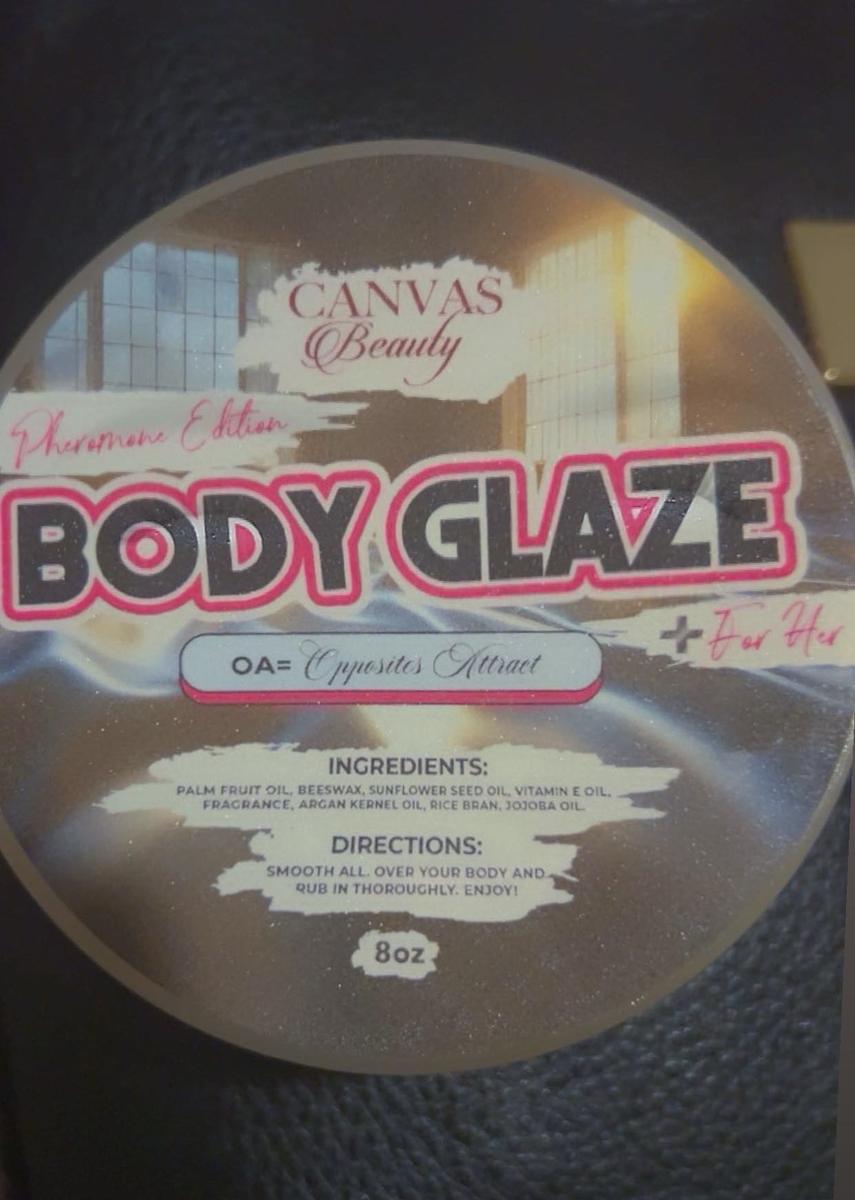 CANVAS
Beauty
Pheromone Edition
BODY GLAZE
+ For Her
OA= Opposites Attract
INGREDIENTS:
PALM FRUIT OIL, BEESWAX, SUNFLOWER SEED OIL, VITAMIN E OIL,
FRAGRANCE, ARGAN KERNEL OIL, RICE BRAN, JOJOBA OIL.
DIRECTIONS:
SMOOTH ALL. OVER YOUR BODY AND
RUB IN THOROUGHLY. ENJOY!
8oz